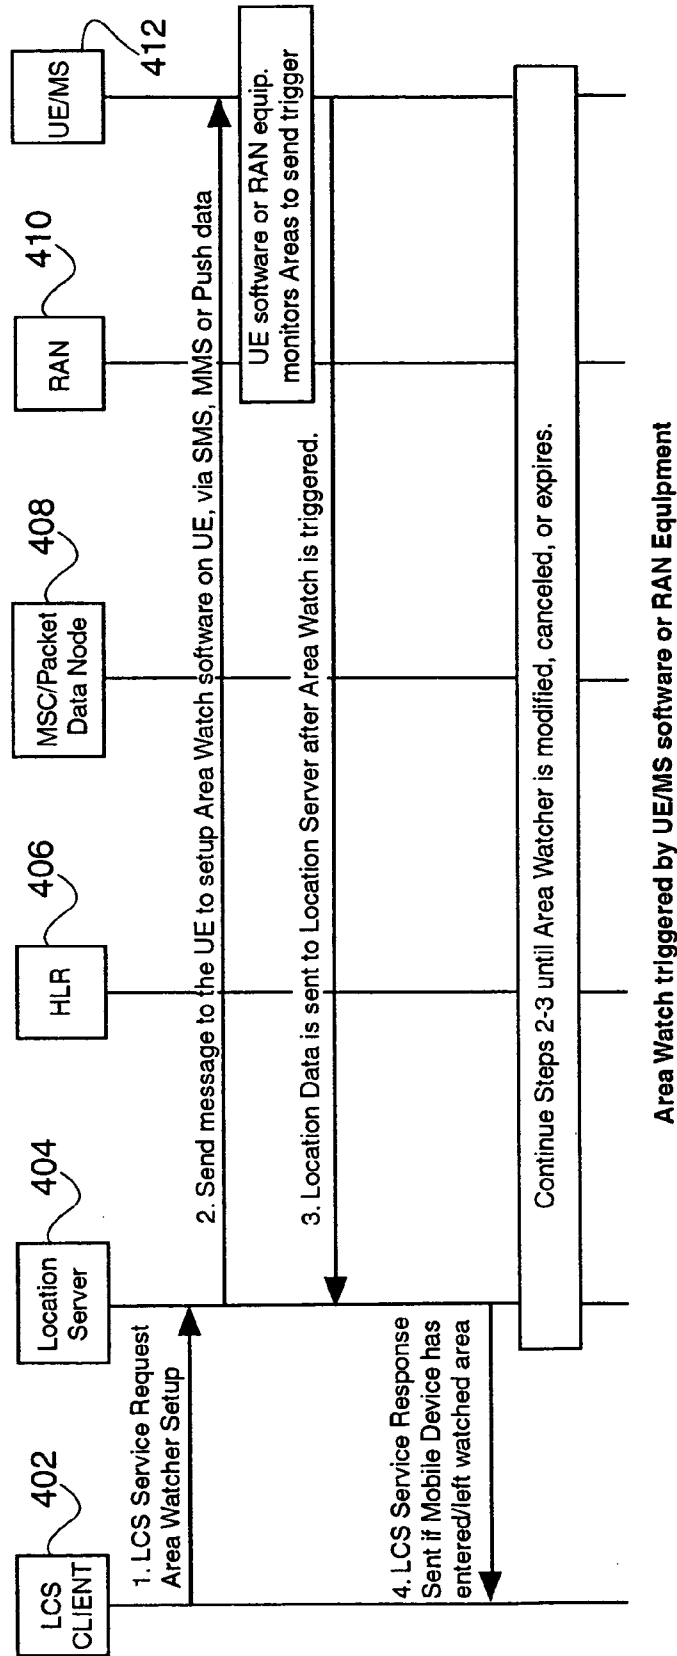 LCS
CLIENT
402
Location
Server
404
HLR
406
MSC/Packet
Data Node
408
RAN
410
UE/MS
412
1. LCS Service Request
Area Watcher Setup
2. Send message to the UE to setup Area Watch software on UE, via SMS, MMS or Push data
UE software or RAN equip.
monitors Areas to send trigger
3. Location Data is sent to Location Server after Area Watch is triggered.
4. LCS Service Response
Sent if Mobile Device has
entered/left watched area
Continue Steps 2-3 until Area Watcher is modified, canceled, or expires.
Area Watch triggered by UE/MS software or RAN Equipment